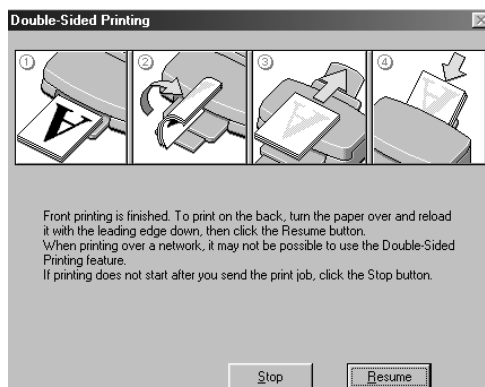 Double-Sided Printing
1 2 3 4
A
Front printing is finished. To print on the back, turn the paper over and reload
it with the leading edge down, then click the Resume button.
When printing over a network, it may not be possible to use the Double-Sided
Printing feature.
If printing does not start after you send the print job, click the Stop button.
Stop Resume